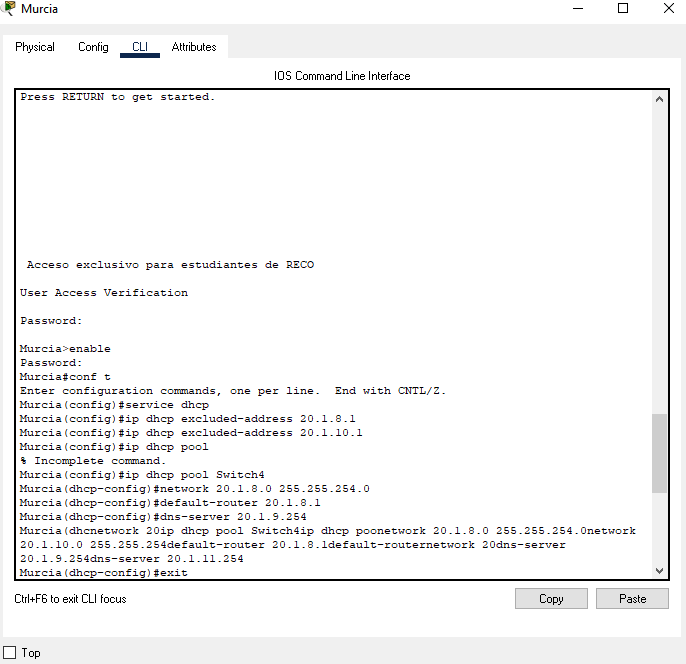 Murcia
Physical Config CLI Attributes
IOS Command Line Interface
Press RETURN to get started.
Acceso exclusivo para estudiantes de RECO
User Access Verification
Password:
Murcia>enable
Password:
Murcia#conf t
Enter configuration commands, one per line.  End with CNTL/Z.
Murcia(config)#service dhcp
Murcia(config)#ip dhcp excluded-address 20.1.8.1
Murcia(config)#ip dhcp excluded-address 20.1.10.1
Murcia(config)#ip dhcp pool
% Incomplete command.
Murcia(config)#ip dhcp pool Switch4
Murcia(dhcp-config)#network 20.1.8.0 255.255.254.0
Murcia(dhcp-config)#default-router 20.1.8.1
Murcia(dhcp-config)#dns-server 20.1.9.254
Murcia(dhcnetwork 20ip dhcp pool Switch4ip dhcp poonetwork 20.1.8.0 255.255.254.0network
20.1.10.0 255.255.254default-router 20.1.8.1default-routernetwork 20dns-server
20.1.9.254dns-server 20.1.11.254
Murcia(dhcp-config)#exit
Ctrl+F6 to exit CLI focus
Copy Paste
Top